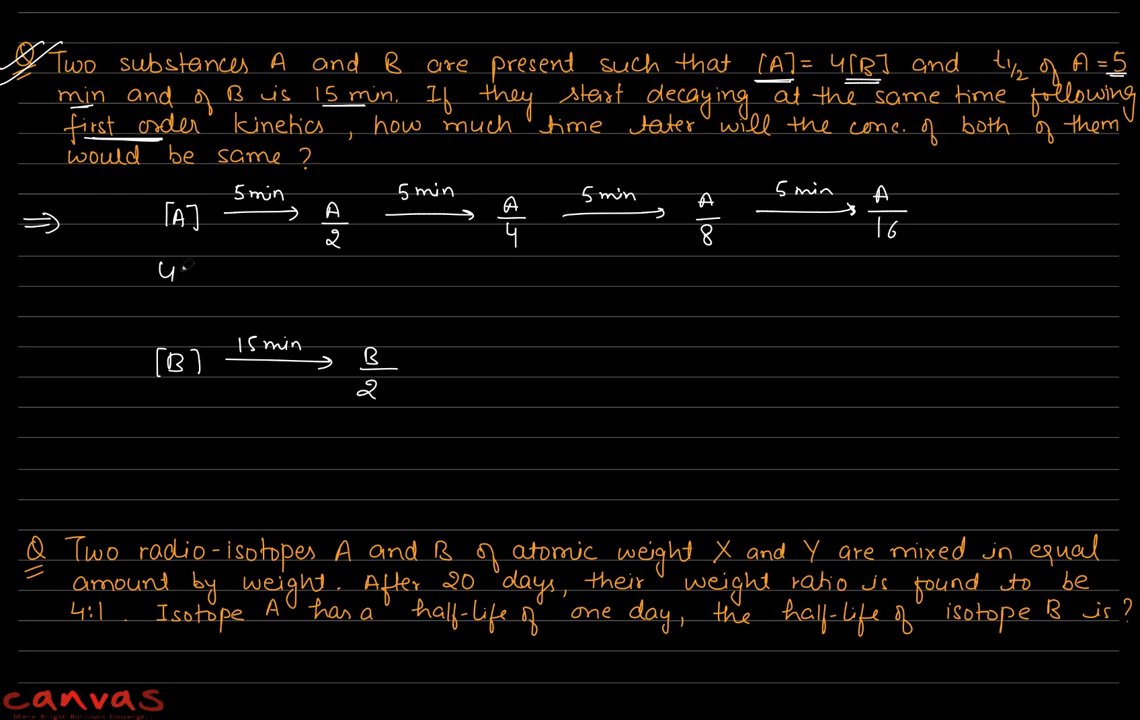 Q Two substances A and B are present such that [A] = 4[B] and t1/2 of A = 5
min and of B is 15 min. If they start decaying at the same time following
first order kinetics, how much time later will the conc. of both of them
would be same ?
5 min 5 min 5 min 5 min
⇒ [A] → A/2 → A/4 → A/8 → A/16
4
15 min
[B] → B/2
Q Two radio-isotopes A and B of atomic weight X and Y are mixed in equal
amount by weight. After 20 days, their weight ratio is found to be
4:1. Isotope A has a half-life of one day, the half-life of isotope B is ?
canvas